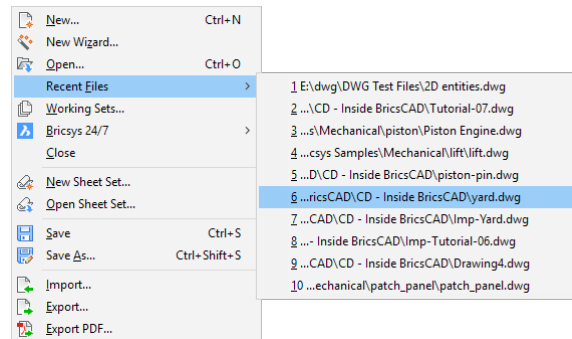 New... Ctrl+N
New Wizard...
Open... Ctrl+O
Recent Files
Working Sets...
Bricsys 24/7
Close
New Sheet Set...
Open Sheet Set...
Save Ctrl+S
Save As... Ctrl+Shift+S
Import...
Export...
Export PDF...
1 E:\dwg\DWG Test Files\2D entities.dwg
2 ...\CD - Inside BricsCAD\Tutorial-07.dwg
3 ...s\Mechanical\piston\Piston Engine.dwg
4 ...csys Samples\Mechanical\lift\lift.dwg
5 ...D\CD - Inside BricsCAD\piston-pin.dwg
6 ...ricsCAD\CD - Inside BricsCAD\yard.dwg
7 ...CAD\CD - Inside BricsCAD\Imp-Yard.dwg
8 ...- Inside BricsCAD\Imp-Tutorial-06.dwg
9 ...CAD\CD - Inside BricsCAD\Drawing4.dwg
10 ...echanical\patch_panel\patch_panel.dwg